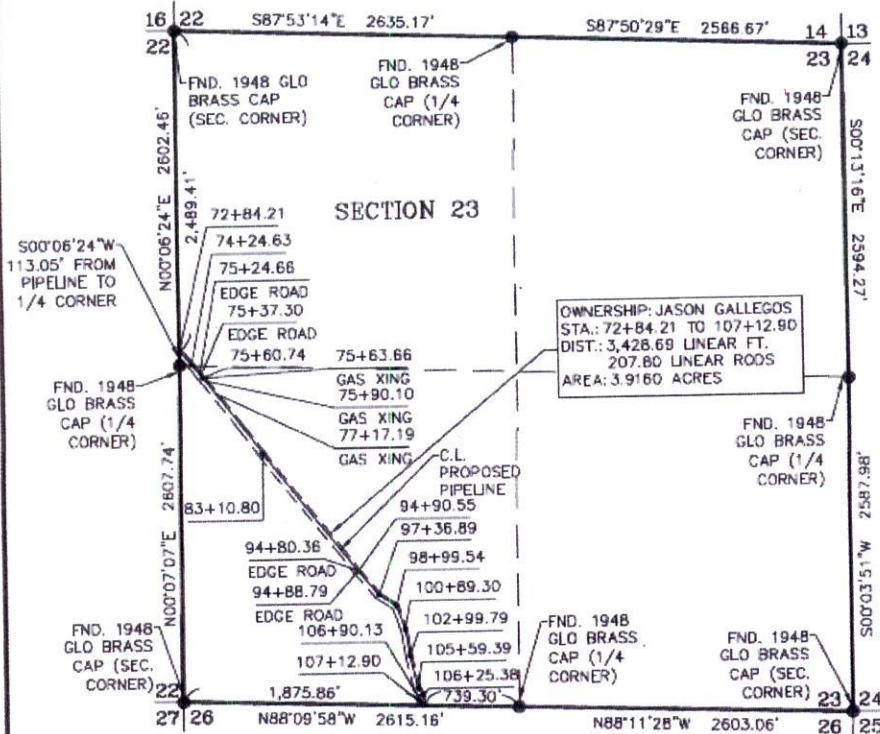 16 22
22
S87°53'14"E 2635.17'
S87°50'29"E 2566.67'
14 13
23 24
FND. 1948 GLO
BRASS CAP
(SEC. CORNER)
FND. 1948
GLO BRASS
CAP (1/4
CORNER)
FND. 1948
GLO BRASS
CAP (SEC.
CORNER)
N00°06'24"E 2602.46'
2,489.41'
SECTION 23
S00°13'16"E 2594.27'
72+84.21
74+24.63
75+24.66
EDGE ROAD
75+37.30
EDGE ROAD
75+60.74
S00°06'24"W
113.05' FROM
PIPELINE TO
1/4 CORNER
75+63.66
GAS XING
75+90.10
GAS XING
77+17.19
GAS XING
OWNERSHIP: JASON GALLEGOS
STA.: 72+84.21 TO 107+12.90
DIST.: 3,428.69 LINEAR FT.
207.80 LINEAR RODS
AREA: 3.9160 ACRES
FND. 1948
GLO BRASS
CAP (1/4
CORNER)
FND. 1948
GLO BRASS
CAP (1/4
CORNER)
C.L.
PROPOSED
PIPELINE
83+10.80
94+90.55
97+36.89
98+99.54
100+89.30
102+99.79
105+59.39
106+25.38
94+80.36
EDGE ROAD
94+88.79
EDGE ROAD
106+90.13
107+12.90
N00°07'07"E 2607.74'
S00°03'51"W 2587.98'
FND. 1948
GLO BRASS
CAP (SEC.
CORNER)
FND. 1948
GLO BRASS
CAP (1/4
CORNER)
FND. 1948
GLO BRASS
CAP (SEC.
CORNER)
22
27 26
1,875.86'
739.30'
N88°09'58"W 2615.16'
N88°11'28"W 2603.06'
23 24
26 25